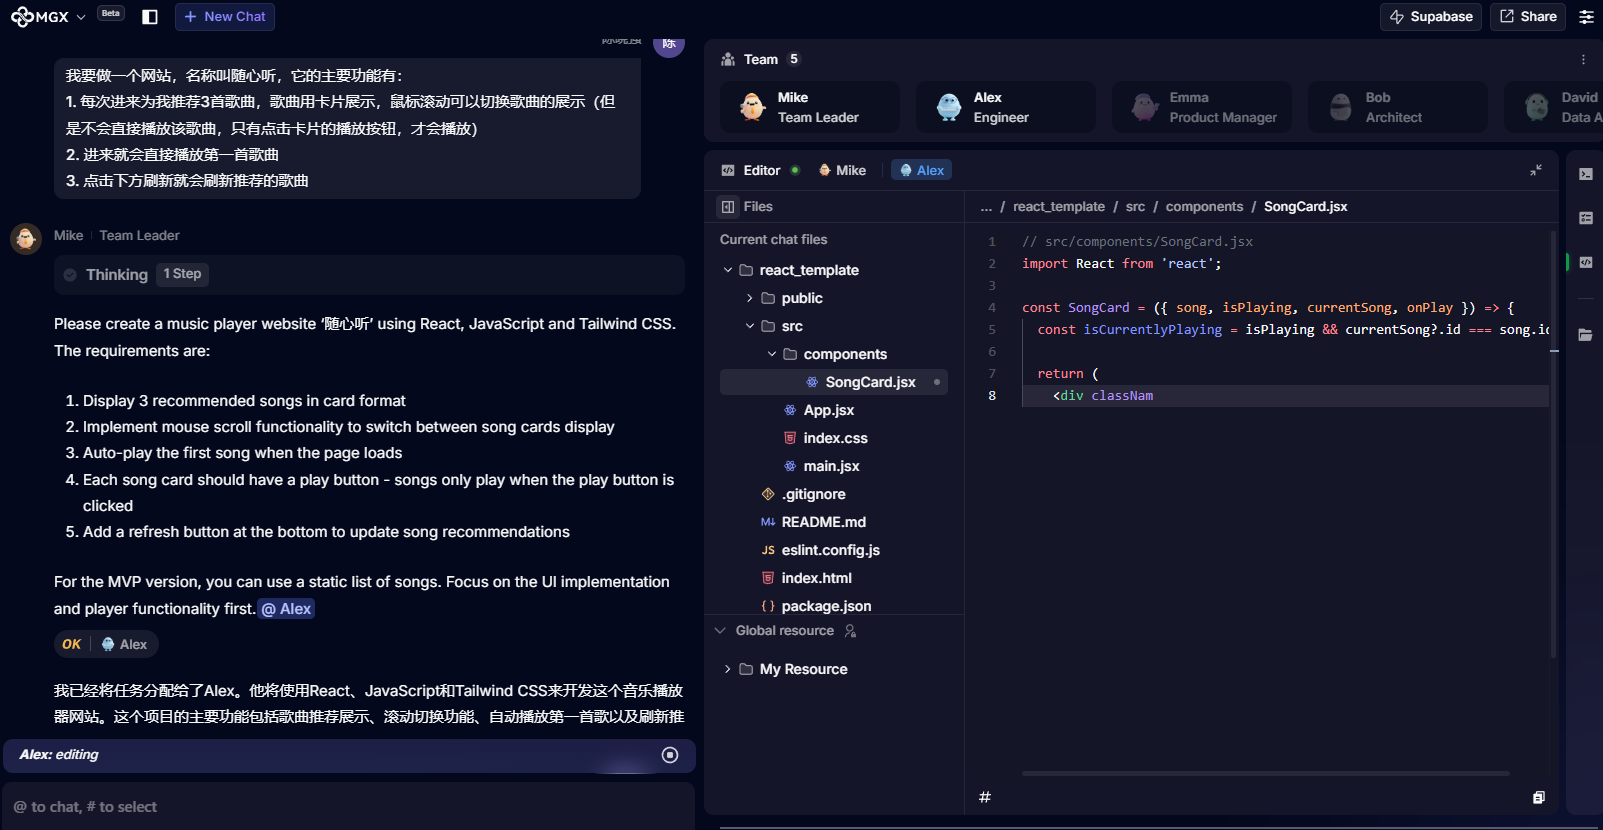 MGX
Beta
New Chat
Supabase
Share
陈
我要做一个网站，名称叫随心听，它的主要功能有：
1. 每次进来为我推荐3首歌曲，歌曲用卡片展示，鼠标滚动可以切换歌曲的展示（但
是不会直接播放该歌曲，只有点击卡片的播放按钮，才会播放）
2. 进来就会直接播放第一首歌曲
3. 点击下方刷新就会刷新推荐的歌曲
Mike
Team Leader
Thinking
1 Step
Please create a music player website ‘随心听’ using React, JavaScript and Tailwind CSS.
The requirements are:
1. Display 3 recommended songs in card format
2. Implement mouse scroll functionality to switch between song cards display
3. Auto-play the first song when the page loads
4. Each song card should have a play button - songs only play when the play button is
clicked
5. Add a refresh button at the bottom to update song recommendations
For the MVP version, you can use a static list of songs. Focus on the UI implementation
and player functionality first. @ Alex
OK
Alex
我已经将任务分配给了Alex。他将使用React、JavaScript和Tailwind CSS来开发这个音乐播放
器网站。这个项目的主要功能包括歌曲推荐展示、滚动切换功能、自动播放第一首歌以及刷新推
Alex: editing
@ to chat, # to select
Team 5
Mike
Team Leader
Alex
Engineer
Emma
Product Manager
Bob
Architect
David
Data A
Editor
Mike
Alex
Files
Current chat files
react_template
public
src
components
SongCard.jsx
App.jsx
index.css
main.jsx
.gitignore
README.md
eslint.config.js
index.html
package.json
Global resource
My Resource
... / react_template / src / components / SongCard.jsx
1 // src/components/SongCard.jsx
2 import React from 'react';
3
4 const SongCard = ({ song, isPlaying, currentSong, onPlay }) => {
5 const isCurrentlyPlaying = isPlaying && currentSong?.id === song.id
6
7 return (
8 <div classNam
#